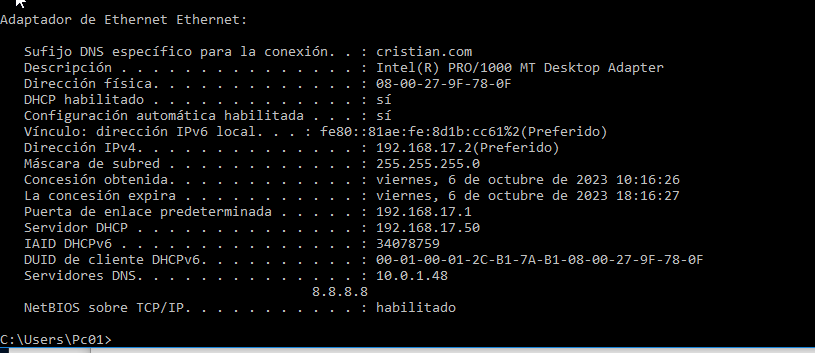 Adaptador de Ethernet Ethernet:
Sufijo DNS específico para la conexión. . : cristian.com
Descripción . . . . . . . . . . . . . . . : Intel(R) PRO/1000 MT Desktop Adapter
Dirección física. . . . . . . . . . . . . : 08-00-27-9F-78-0F
DHCP habilitado . . . . . . . . . . . . . : sí
Configuración automática habilitada . . . : sí
Vínculo: dirección IPv6 local. . . : fe80::81ae:fe:8d1b:cc61%2(Preferido)
Dirección IPv4. . . . . . . . . . . . . . : 192.168.17.2(Preferido)
Máscara de subred . . . . . . . . . . . . : 255.255.255.0
Concesión obtenida. . . . . . . . . . . . : viernes, 6 de octubre de 2023 10:16:26
La concesión expira . . . . . . . . . . . : viernes, 6 de octubre de 2023 18:16:27
Puerta de enlace predeterminada . . . . . : 192.168.17.1
Servidor DHCP . . . . . . . . . . . . . . : 192.168.17.50
IAID DHCPv6 . . . . . . . . . . . . . . . : 34078759
DUID de cliente DHCPv6. . . . . . . . . . : 00-01-00-01-2C-B1-7A-B1-08-00-27-9F-78-0F
Servidores DNS. . . . . . . . . . . . . . : 10.0.1.48
8.8.8.8
NetBIOS sobre TCP/IP. . . . . . . . . . . : habilitado
C:\Users\Pc01>